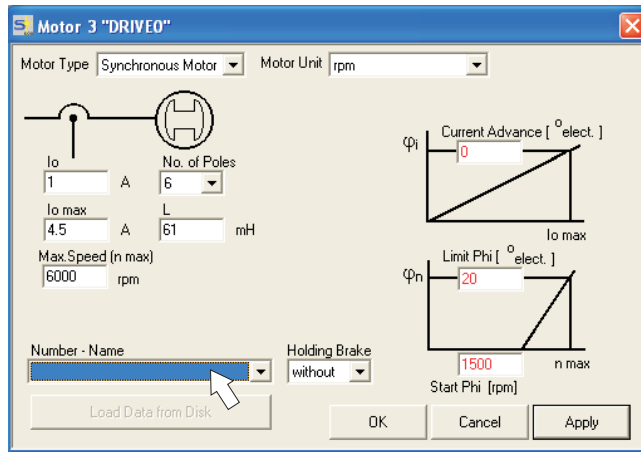 Motor 3 "DRIVE0"
Motor Type Synchronous Motor Motor Unit rpm
Io No. of Poles
1 A 6
Io max L
4.5 A 61 mH
Max.Speed (n max)
6000 rpm
φi Current Advance [ °elect. ]
0
Io max
φn Limit Phi [ °elect. ]
20
1500 n max
Start Phi [rpm]
Number - Name Holding Brake
without
Load Data from Disk
OK Cancel Apply